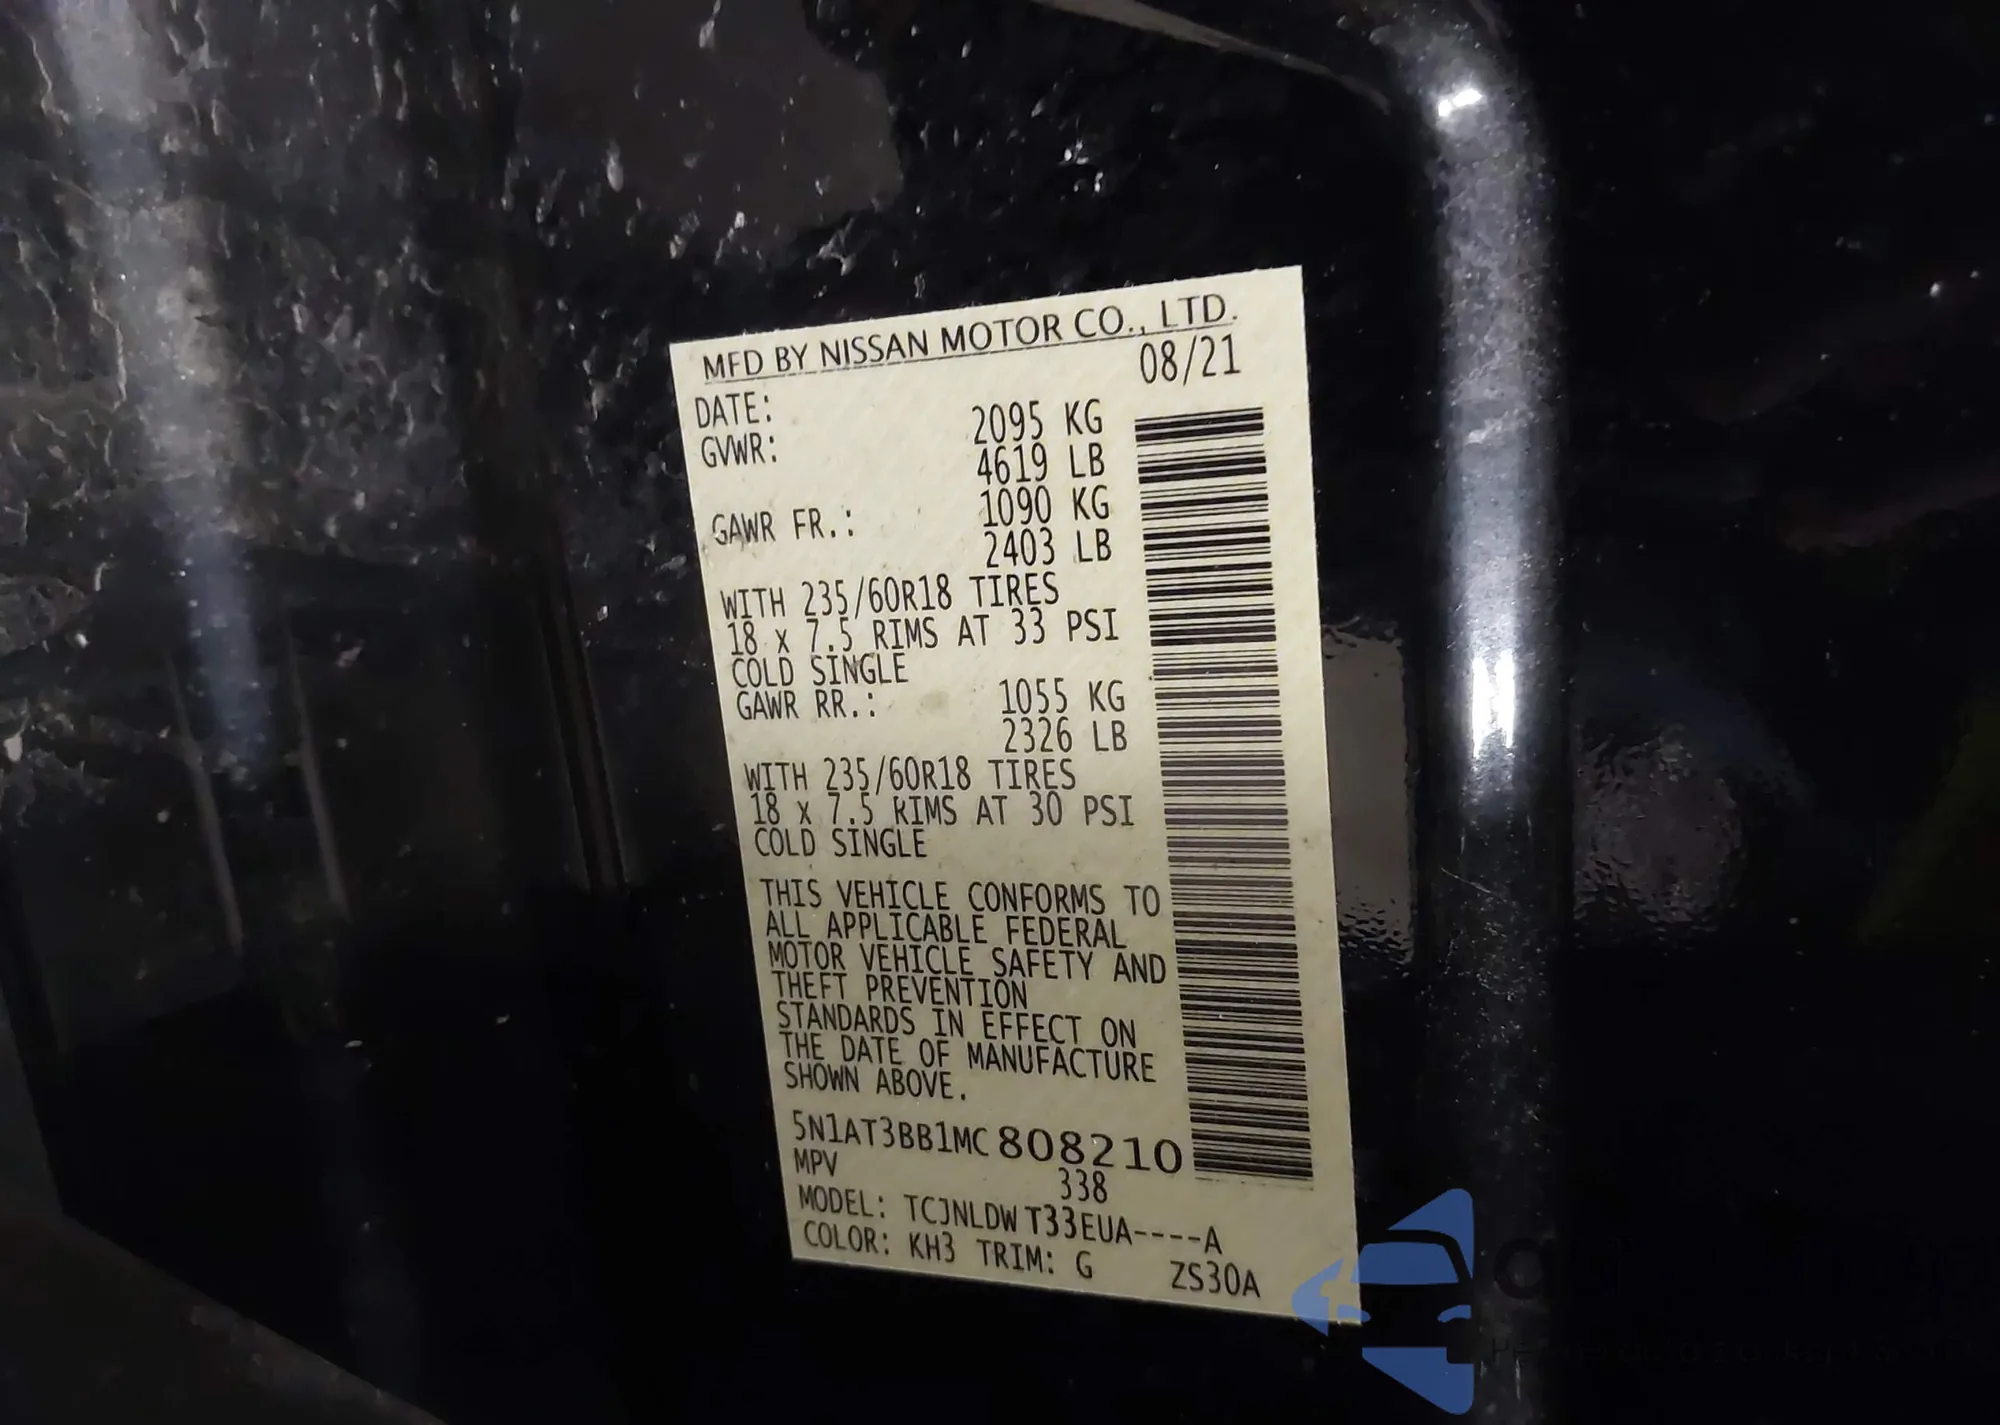 MFD BY NISSAN MOTOR CO., LTD.
DATE: 08/21
GVWR: 2095 KG
4619 LB
GAWR FR.: 1090 KG
2403 LB
WITH 235/60R18 TIRES
18 x 7.5 RIMS AT 33 PSI
COLD SINGLE
GAWR RR.: 1055 KG
2326 LB
WITH 235/60R18 TIRES
18 x 7.5 RIMS AT 30 PSI
COLD SINGLE
THIS VEHICLE CONFORMS TO
ALL APPLICABLE FEDERAL
MOTOR VEHICLE SAFETY AND
THEFT PREVENTION
STANDARDS IN EFFECT ON
THE DATE OF MANUFACTURE
SHOWN ABOVE.
5N1AT3BB1MC808210
MPV 338
MODEL: TCJNLDW T33EUA----A
COLOR: KH3 TRIM: G ZS30A